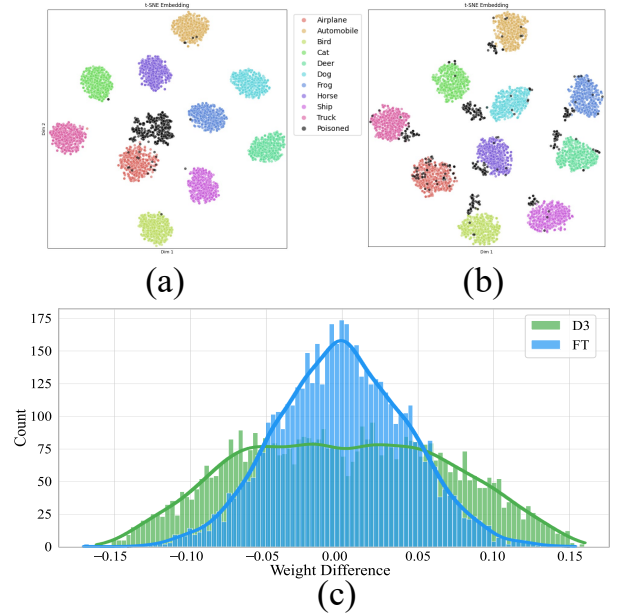 t-SNE Embedding
Dim 2
Dim 1
Airplane
Automobile
Bird
Cat
Deer
Dog
Frog
Horse
Ship
Truck
Poisoned
t-SNE Embedding
Dim 1
(a)
(b)
175
150
125
100
75
50
25
0
Count
−0.15
−0.10
−0.05
0.00
0.05
0.10
0.15
Weight Difference
D3
FT
(c)